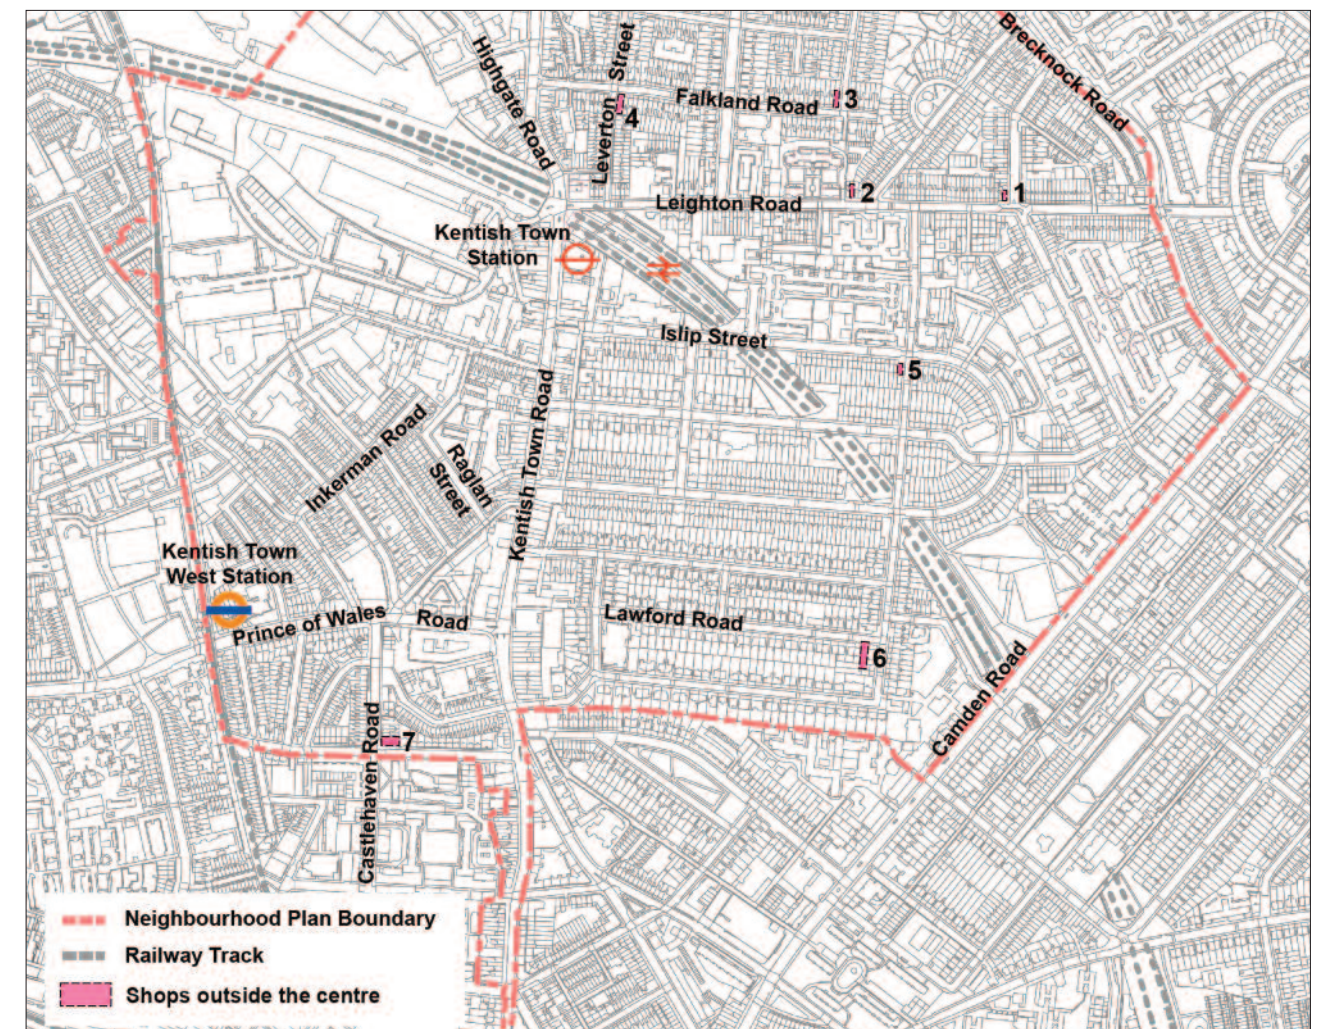 Highgate Road
Leverton Street
Falkland Road
3
4
Brecknock Road
Leighton Road
2
1
Kentish Town
Station
Islip Street
5
Kentish Town Road
Inkerman Road
Raglan
Street
Kentish Town
West Station
Prince of Wales Road
Lawford Road
6
Camden Road
Castlehaven Road
7
Neighbourhood Plan Boundary
Railway Track
Shops outside the centre